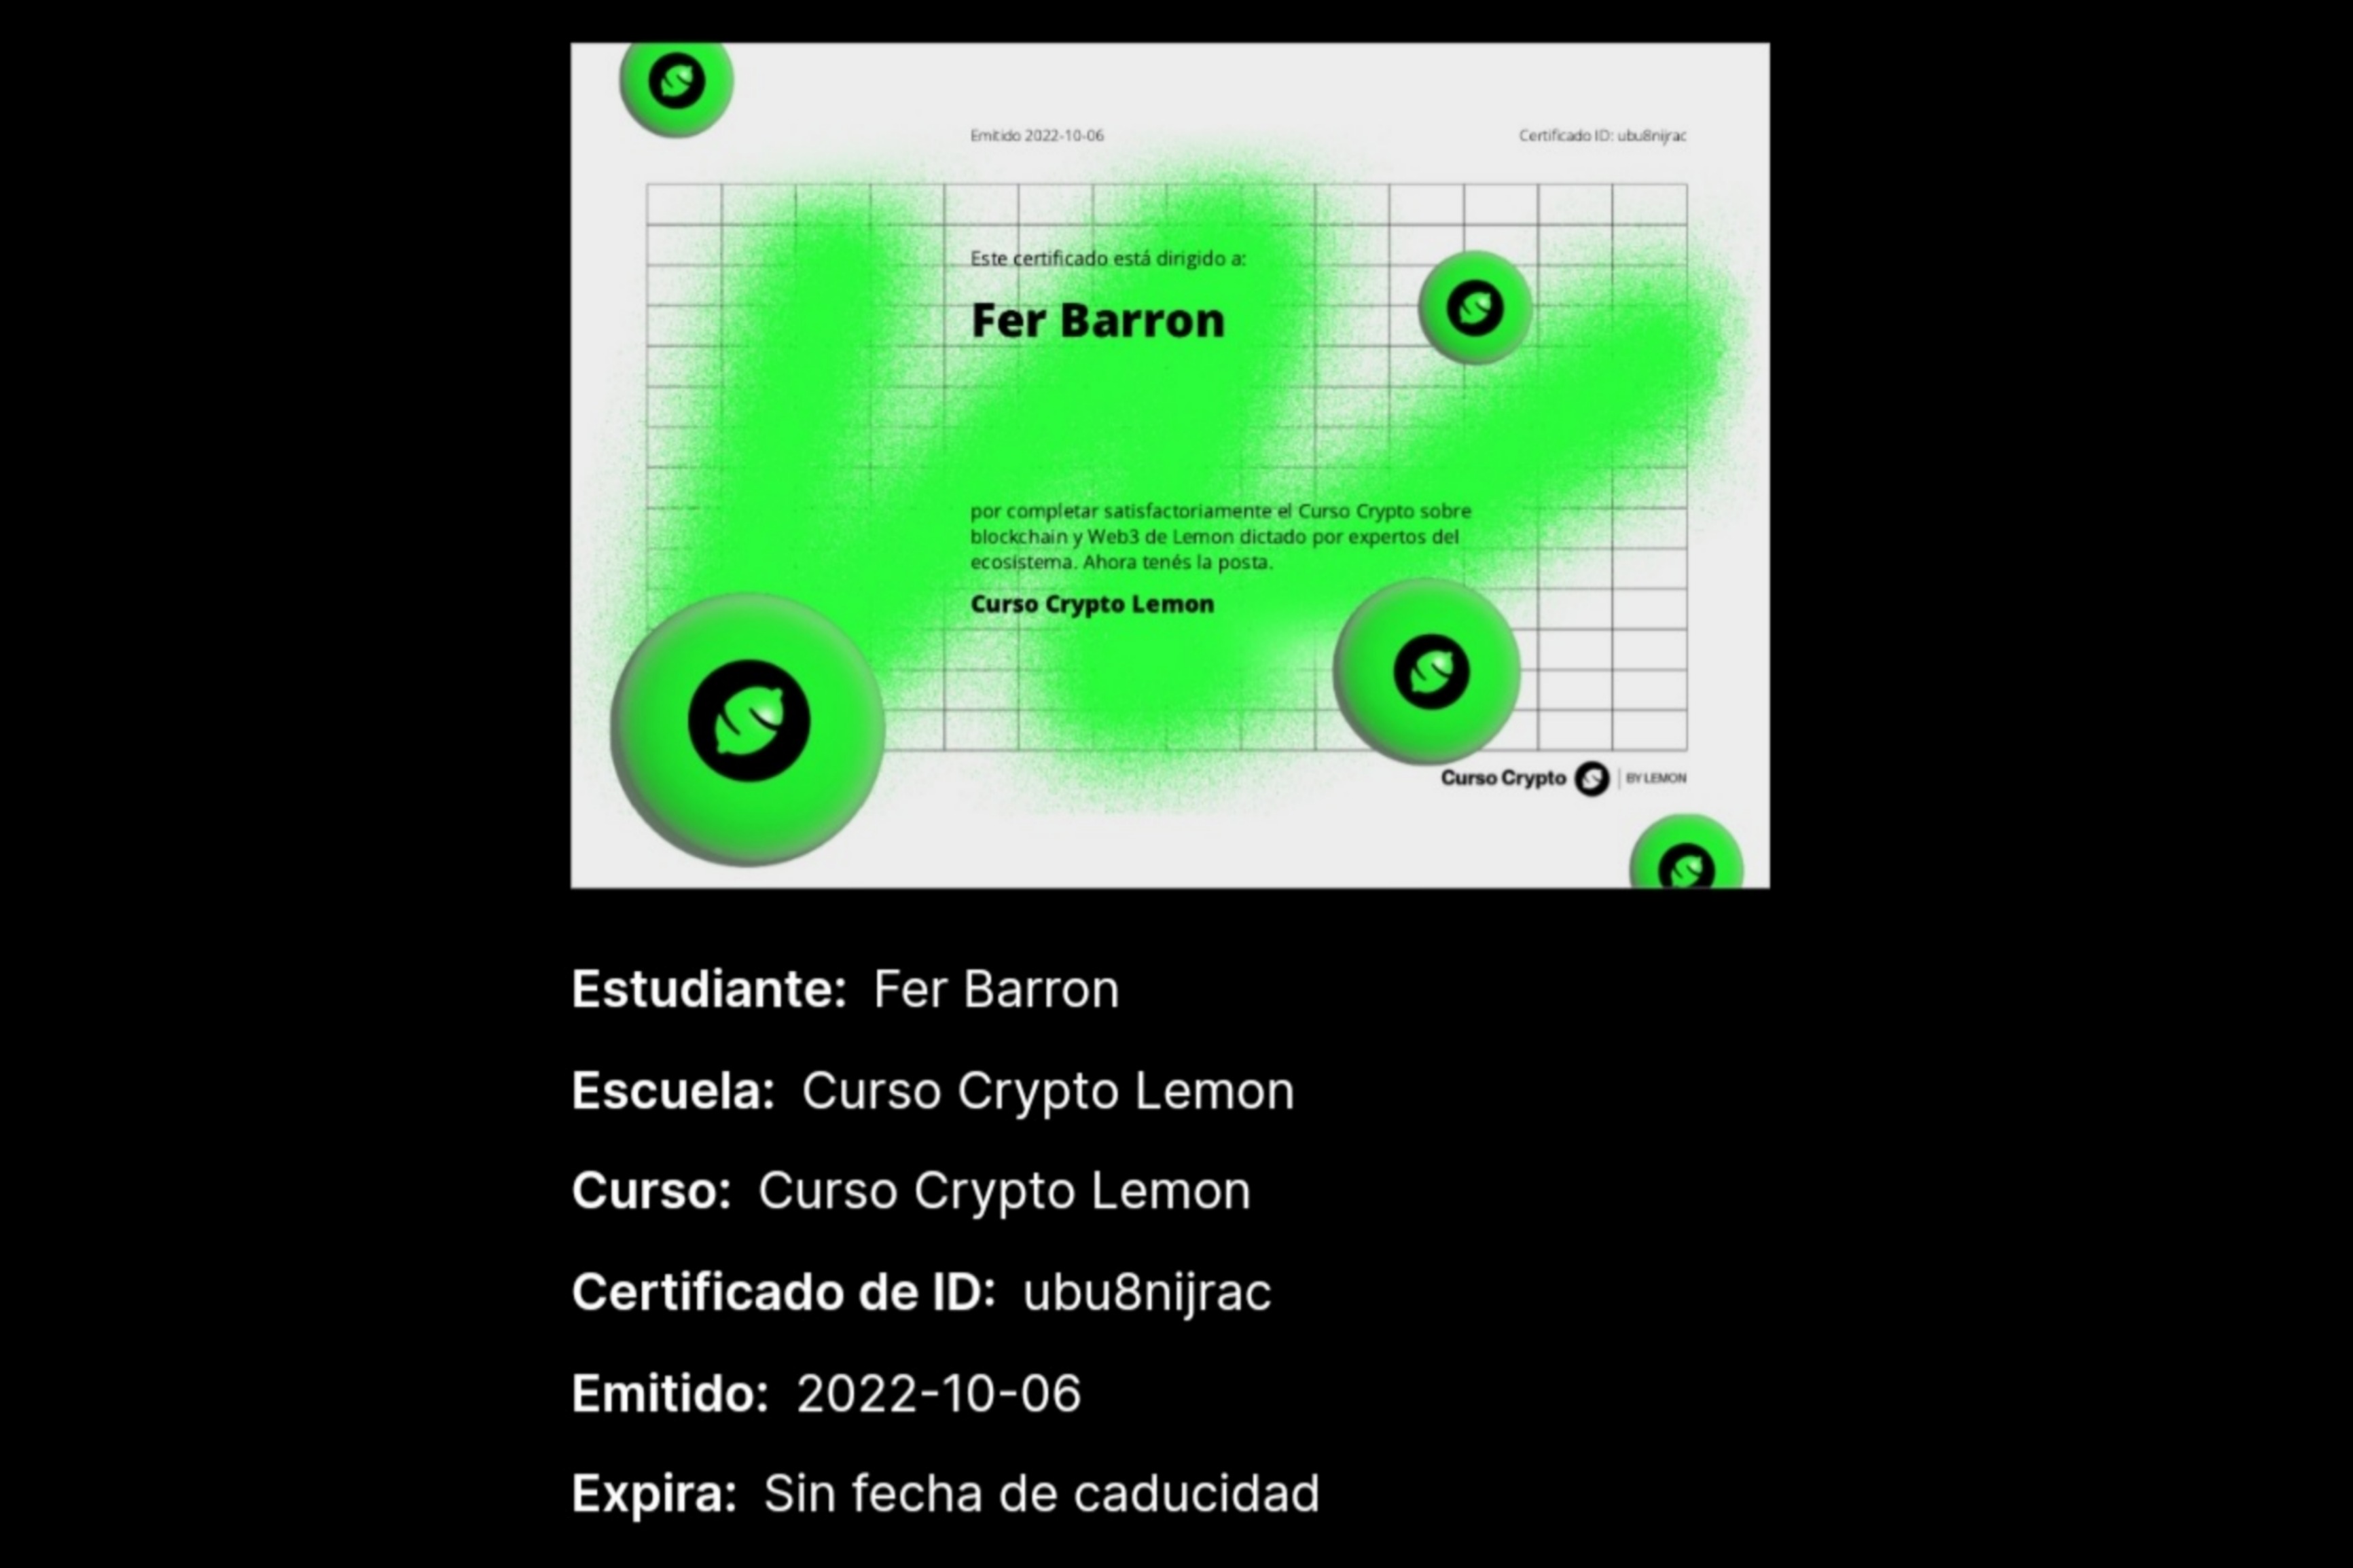 Emitido 2022-10-06
Certificado ID: ubu8nijrac
Este certificado está dirigido a:
Fer Barron
por completar satisfactoriamente el Curso Crypto sobre
blockchain y Web3 de Lemon dictado por expertos del
ecosistema. Ahora tenés la posta.
Curso Crypto Lemon
Curso Crypto BY LEMON
Estudiante: Fer Barron
Escuela: Curso Crypto Lemon
Curso: Curso Crypto Lemon
Certificado de ID: ubu8nijrac
Emitido: 2022-10-06
Expira: Sin fecha de caducidad